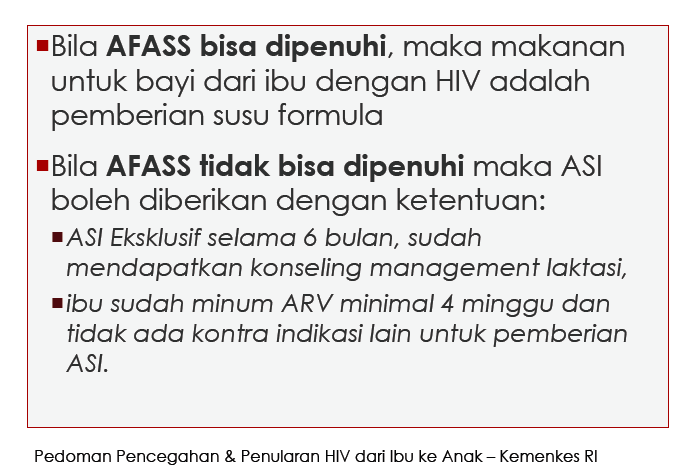 Bila AFASS bisa dipenuhi, maka makanan
untuk bayi dari ibu dengan HIV adalah
pemberian susu formula
Bila AFASS tidak bisa dipenuhi maka ASI
boleh diberikan dengan ketentuan:
ASI Eksklusif selama 6 bulan, sudah
mendapatkan konseling management laktasi,
ibu sudah minum ARV minimal 4 minggu dan
tidak ada kontra indikasi lain untuk pemberian
ASI.
Pedoman Pencegahan & Penularan HIV dari Ibu ke Anak – Kemenkes RI